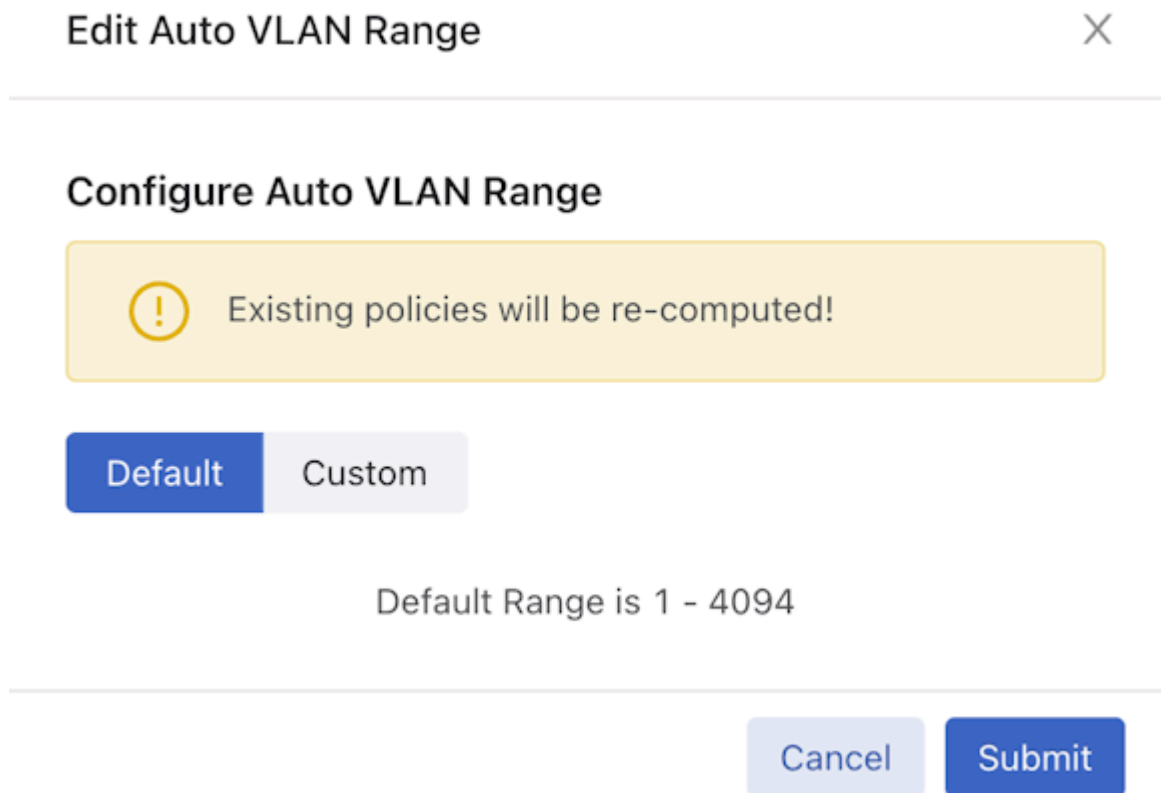 Edit Auto VLAN Range
Configure Auto VLAN Range
Existing policies will be re-computed!
Default Custom
Default Range is 1 - 4094
Cancel Submit